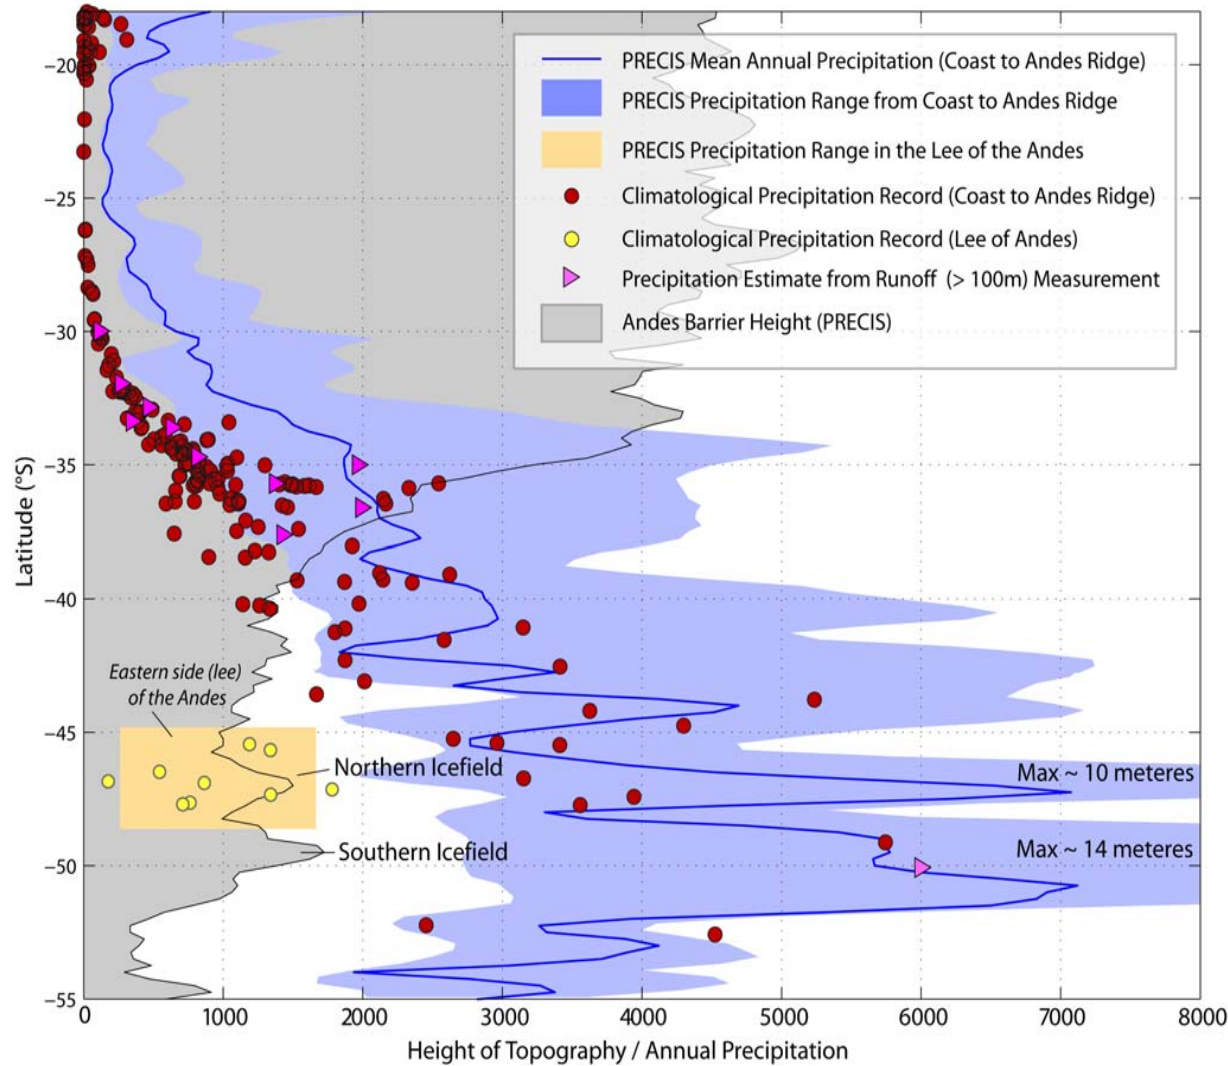 PRECIS Mean Annual Precipitation (Coast to Andes Ridge)
PRECIS Precipitation Range from Coast to Andes Ridge
PRECIS Precipitation Range in the Lee of the Andes
Climatological Precipitation Record (Coast to Andes Ridge)
Climatological Precipitation Record (Lee of Andes)
Precipitation Estimate from Runoff (> 100m) Measurement
Andes Barrier Height (PRECIS)
−20
−25
−30
−35
−40
−45
−50
−55
Latitude (°S)
Eastern side (lee)
of the Andes
Northern Icefield
Southern Icefield
Max ~ 10 meteres
Max ~ 14 meteres
0
1000
2000
3000
4000
5000
6000
7000
8000
Height of Topography / Annual Precipitation